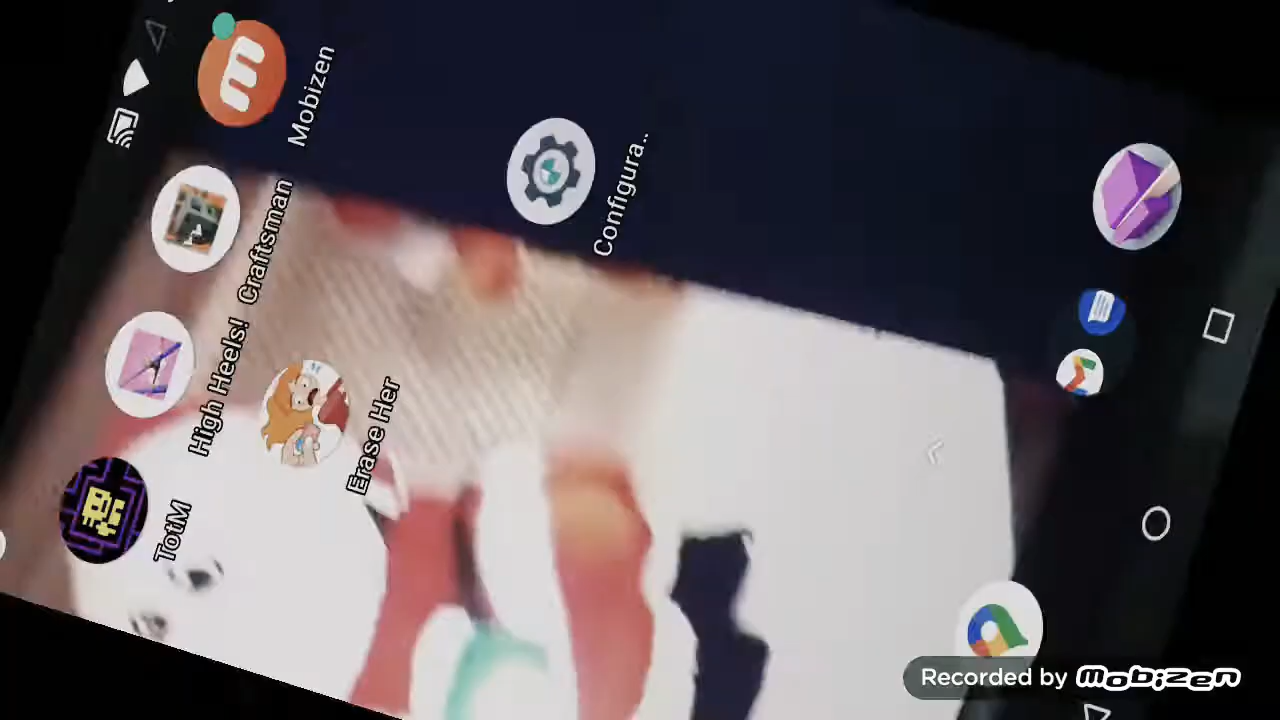 Mobizen
Craftsman
High Heels!
TotM
Configura..
Erase Her
Recorded by mobizen